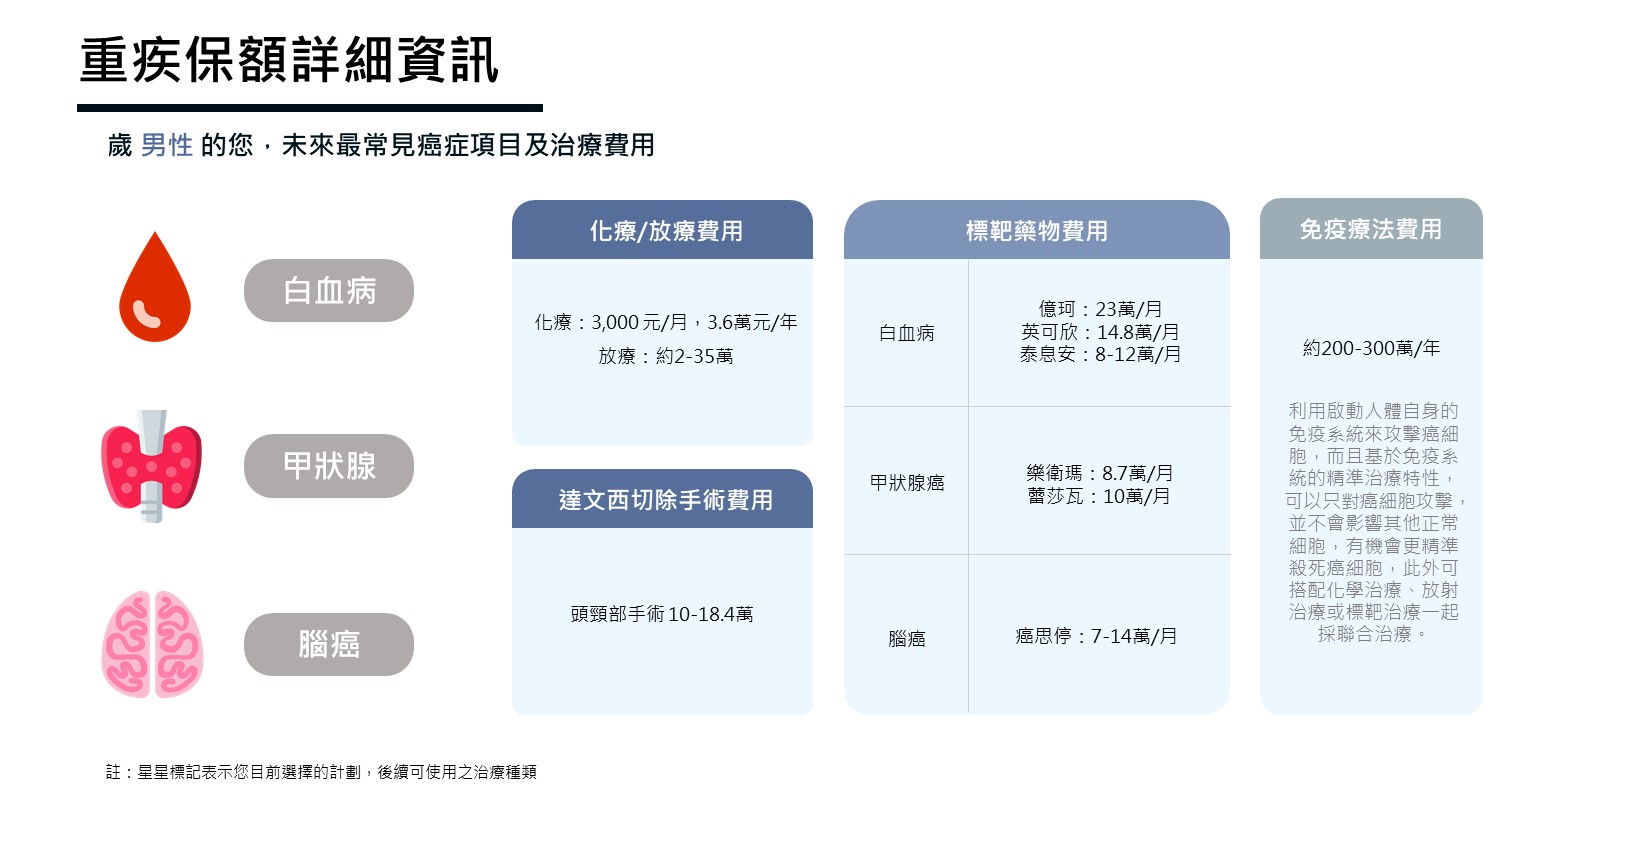 重疾保額詳細資訊
歲 男性 的您，未來最常見癌症項目及治療費用
白血病
甲狀腺
腦癌
化療/放療費用
化療：3,000 元/月，3.6萬元/年
放療：約2-35萬
達文西切除手術費用
頭頸部手術 10-18.4萬
標靶藥物費用
白血病
億珂：23萬/月
英可欣：14.8萬/月
泰息安：8-12萬/月
甲狀腺癌
樂衛瑪：8.7萬/月
蕾莎瓦：10萬/月
腦癌
癌思停：7-14萬/月
免疫療法費用
約200-300萬/年
利用啟動人體自身的
免疫系統來攻擊癌細
胞，而且基於免疫系
統的精準治療特性，
可以只對癌細胞攻擊，
並不會影響其他正常
細胞，有機會更精準
殺死癌細胞，此外可
搭配化學治療、放射
治療或標靶治療一起
採聯合治療。
註：星星標記表示您目前選擇的計劃，後續可使用之治療種類